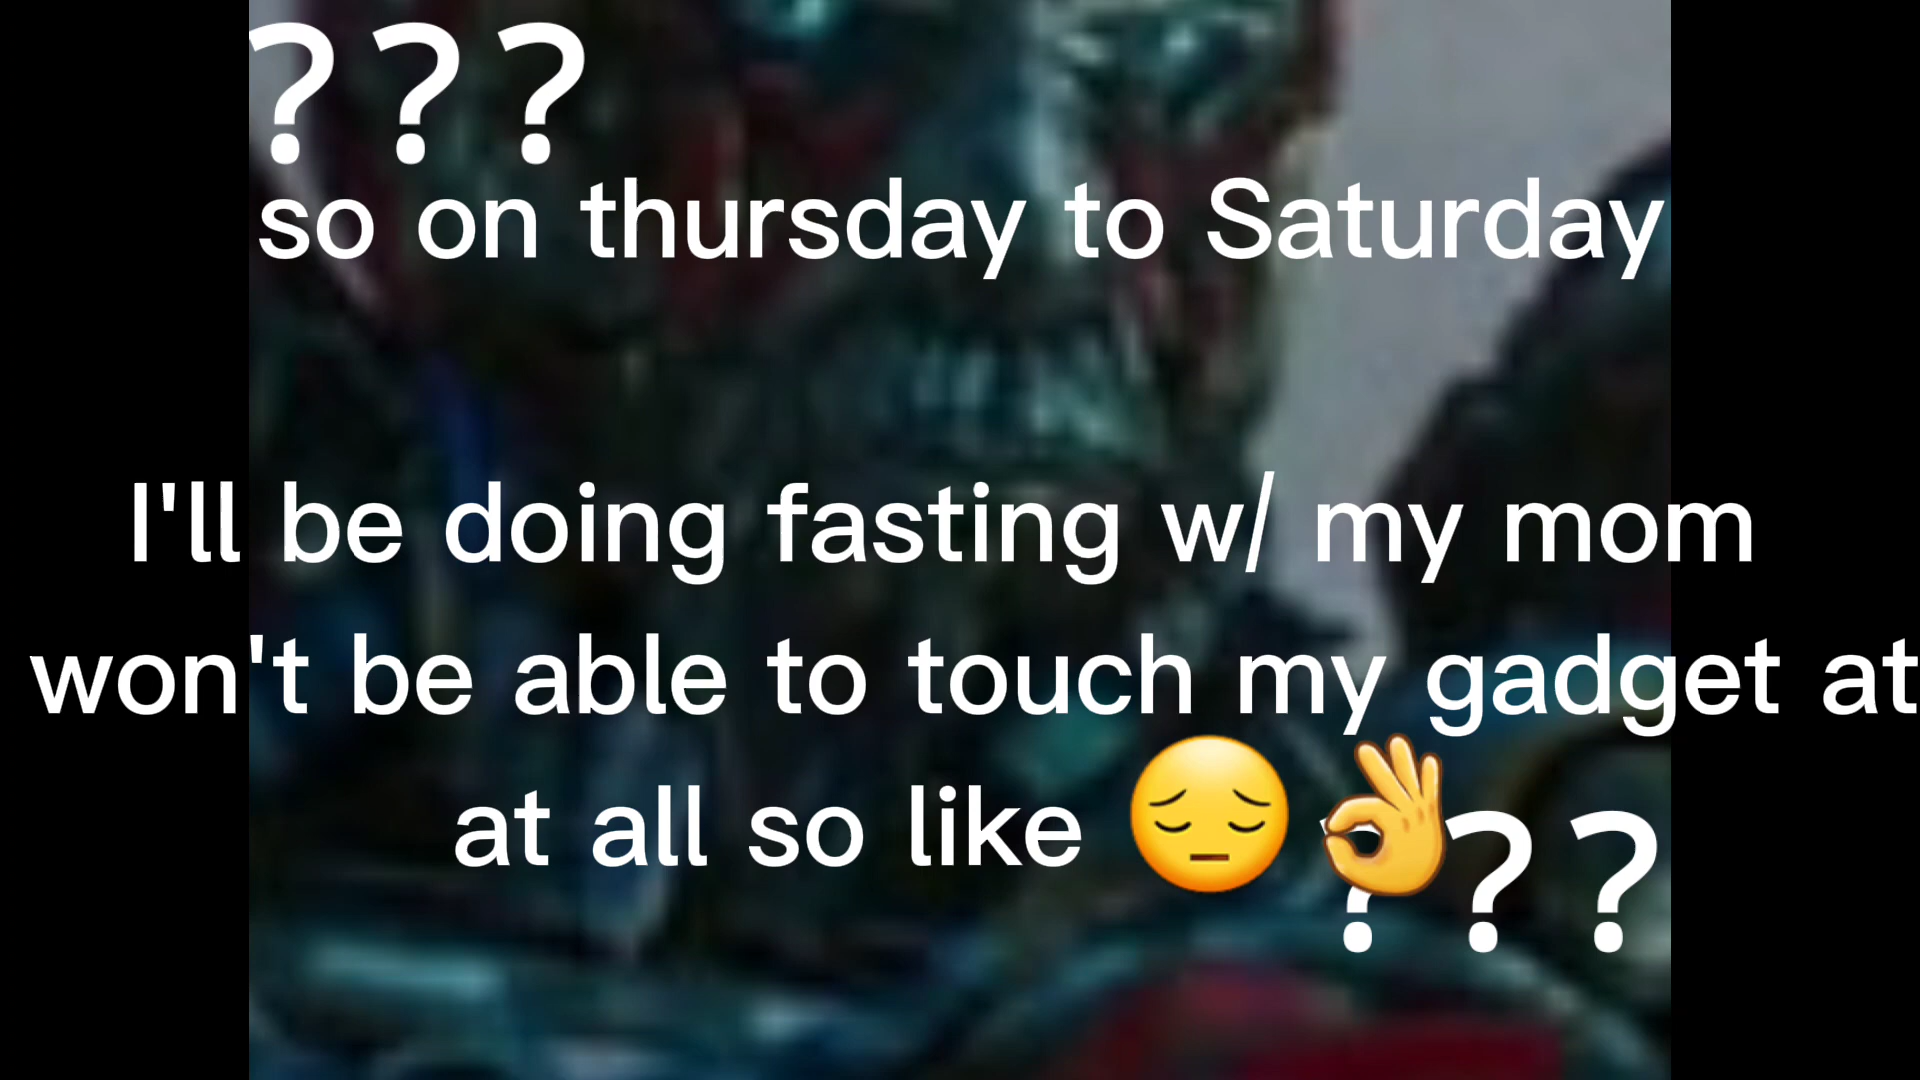 ???
so on thursday to Saturday
I'll be doing fasting w/ my mom
won't be able to touch my gadget at
at all so like 😔👌
???